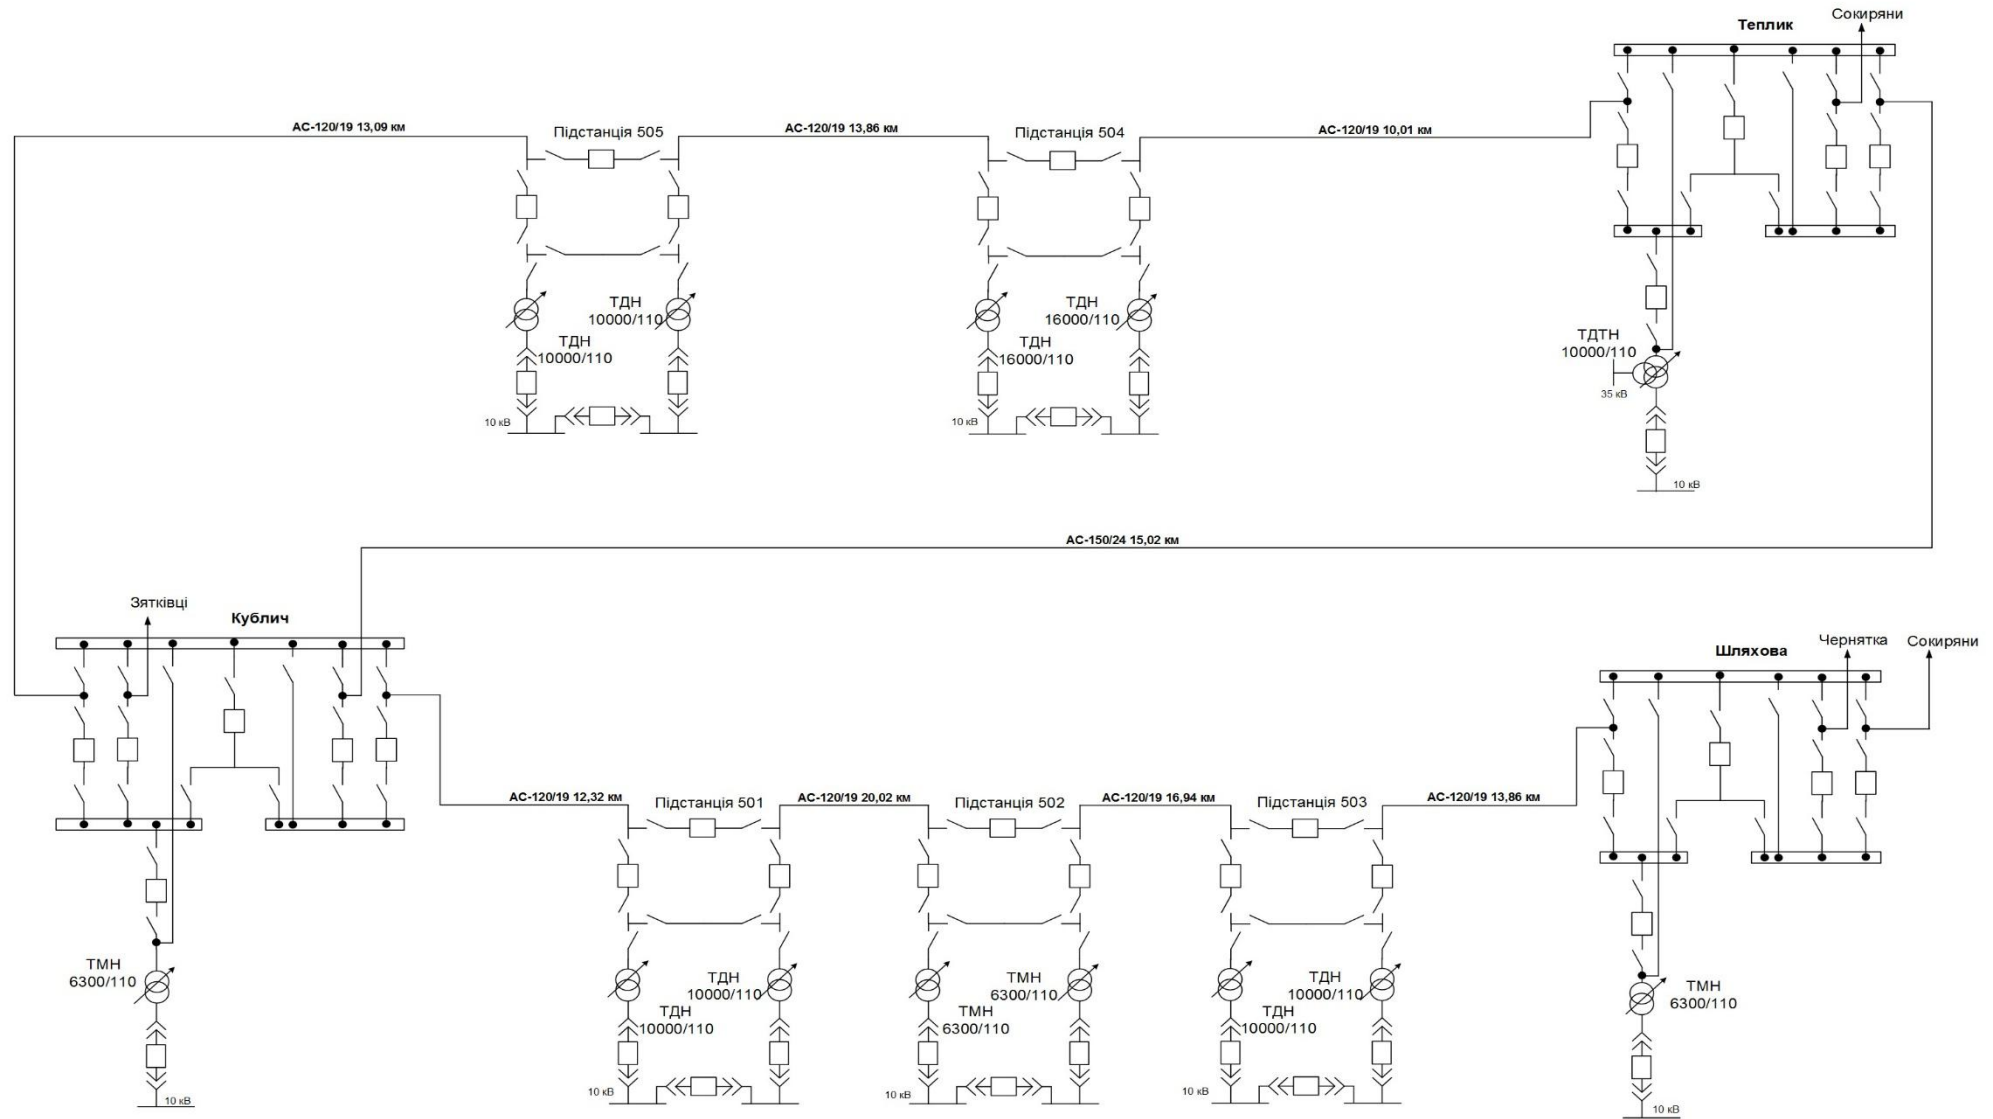 Сокиряни
Теплик
АС-120/19 13,09 км
Підстанція 505
АС-120/19 13,86 км
Підстанція 504
АС-120/19 10,01 км
ТДН
10000/110
ТДН
10000/110
10 кВ
ТДН
16000/110
ТДН
16000/110
10 кВ
ТДТН
10000/110
35 кВ
10 кВ
АС-150/24 15,02 км
Зятківці
Кублич
Чернятка
Сокиряни
Шляхова
АС-120/19 12,32 км
Підстанція 501
АС-120/19 20,02 км
Підстанція 502
АС-120/19 16,94 км
Підстанція 503
АС-120/19 13,86 км
ТМН
6300/110
10 кВ
ТДН
10000/110
ТДН
10000/110
10 кВ
ТМН
6300/110
ТМН
6300/110
10 кВ
ТДН
10000/110
ТДН
10000/110
10 кВ
ТМН
6300/110
10 кВ